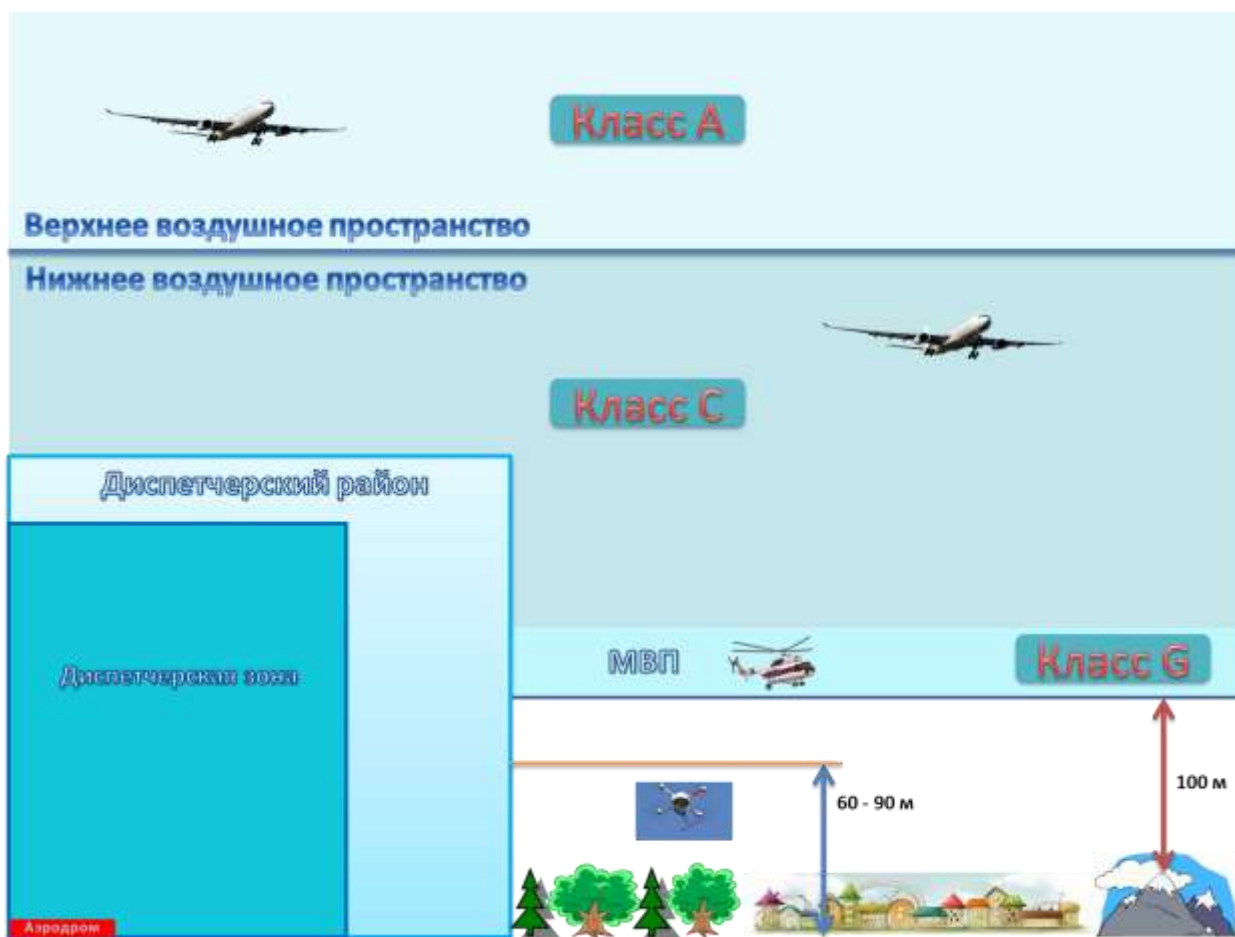 Класс А
Верхнее воздушное пространство
Нижнее воздушное пространство
Класс С
Диспетчерский район
МВП
Класс G
Диспетчерская зона
100 м
60 - 90 м
Аэродром